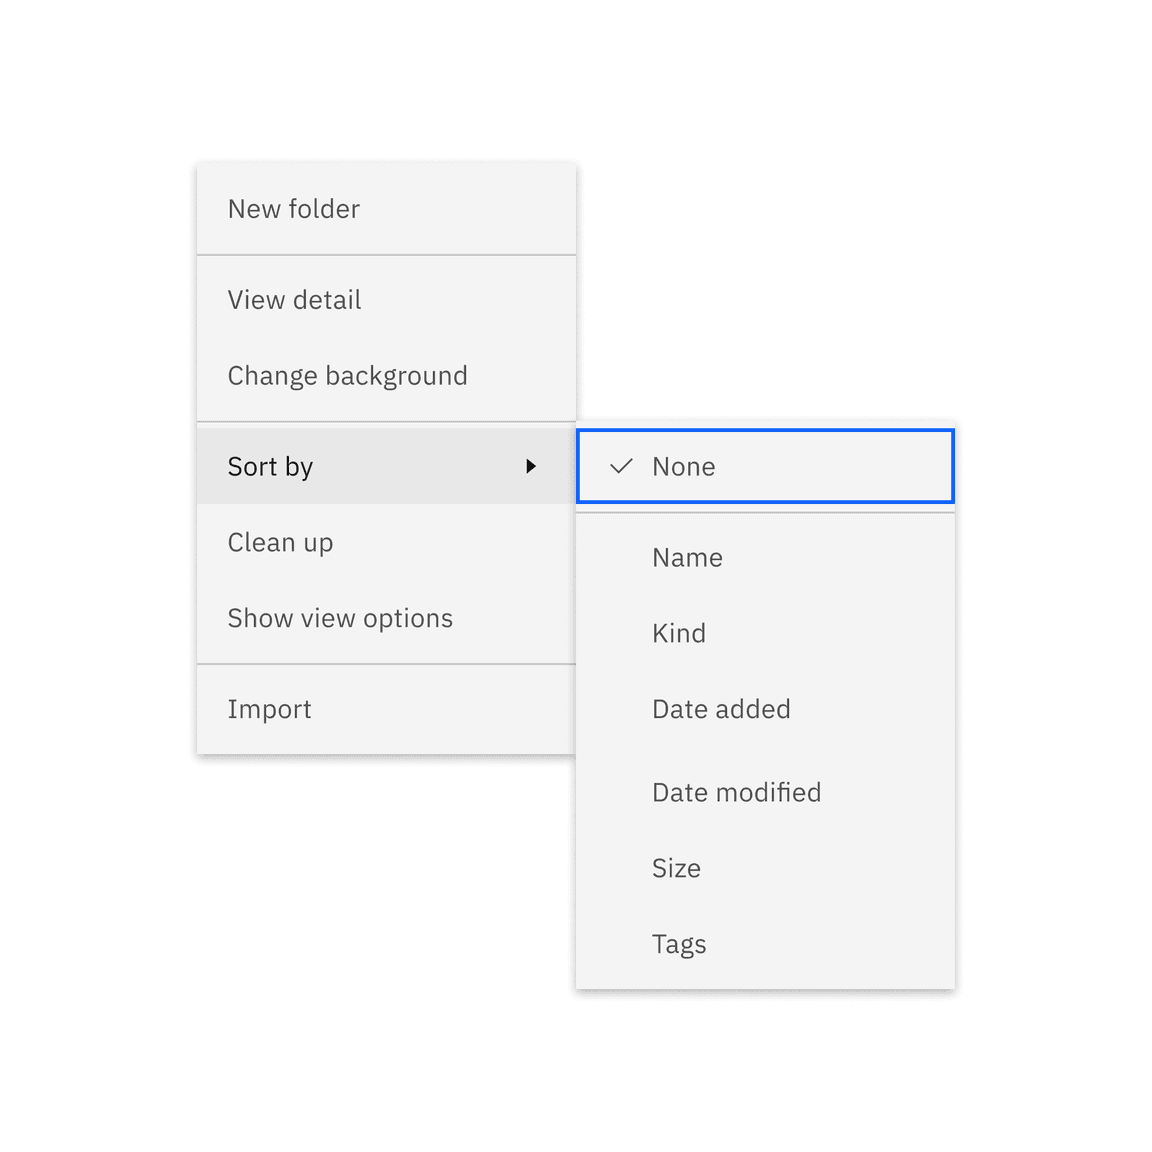 New folder
View detail
Change background
Sort by
Clean up
Show view options
Import
None
Name
Kind
Date added
Date modified
Size
Tags